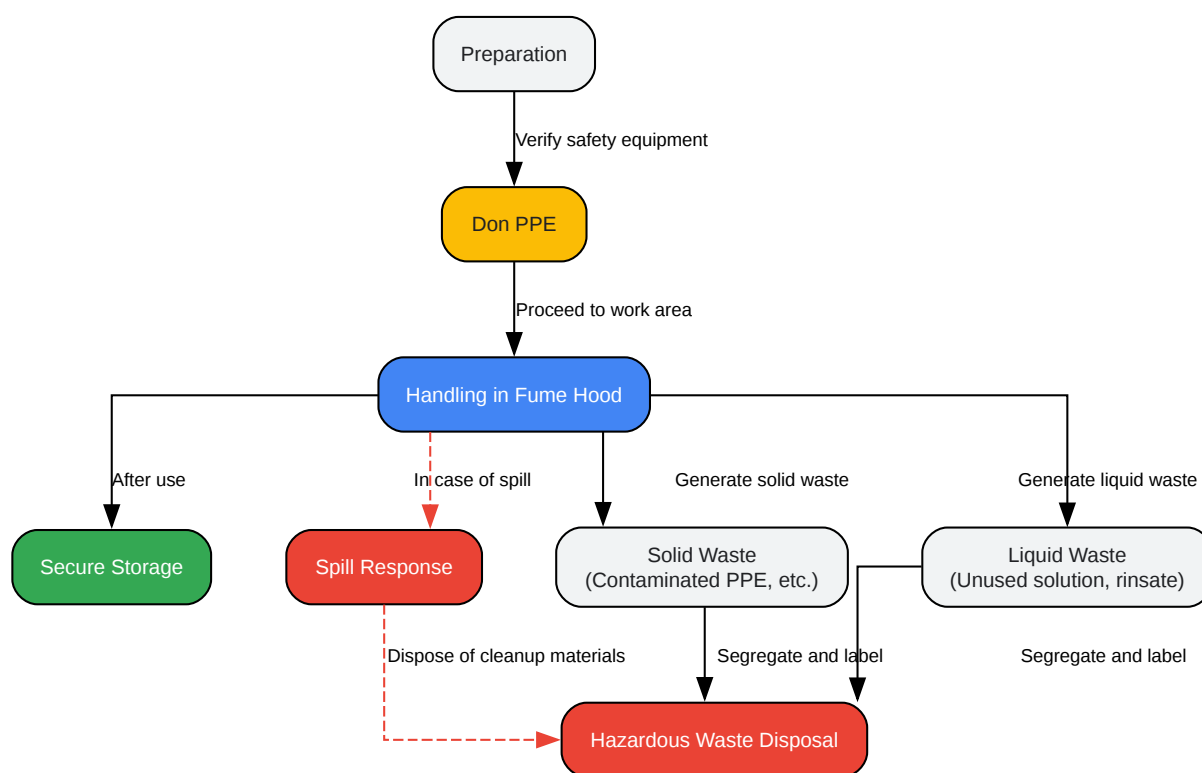 Preparation
Verify safety equipment
Don PPE
Proceed to work area
Handling in Fume Hood
After use
In case of spill
Generate solid waste
Generate liquid waste
Secure Storage
Spill Response
Solid Waste
(Contaminated PPE, etc.)
Liquid Waste
(Unused solution, rinsate)
Dispose of cleanup materials
Segregate and label
Segregate and label
Hazardous Waste Disposal